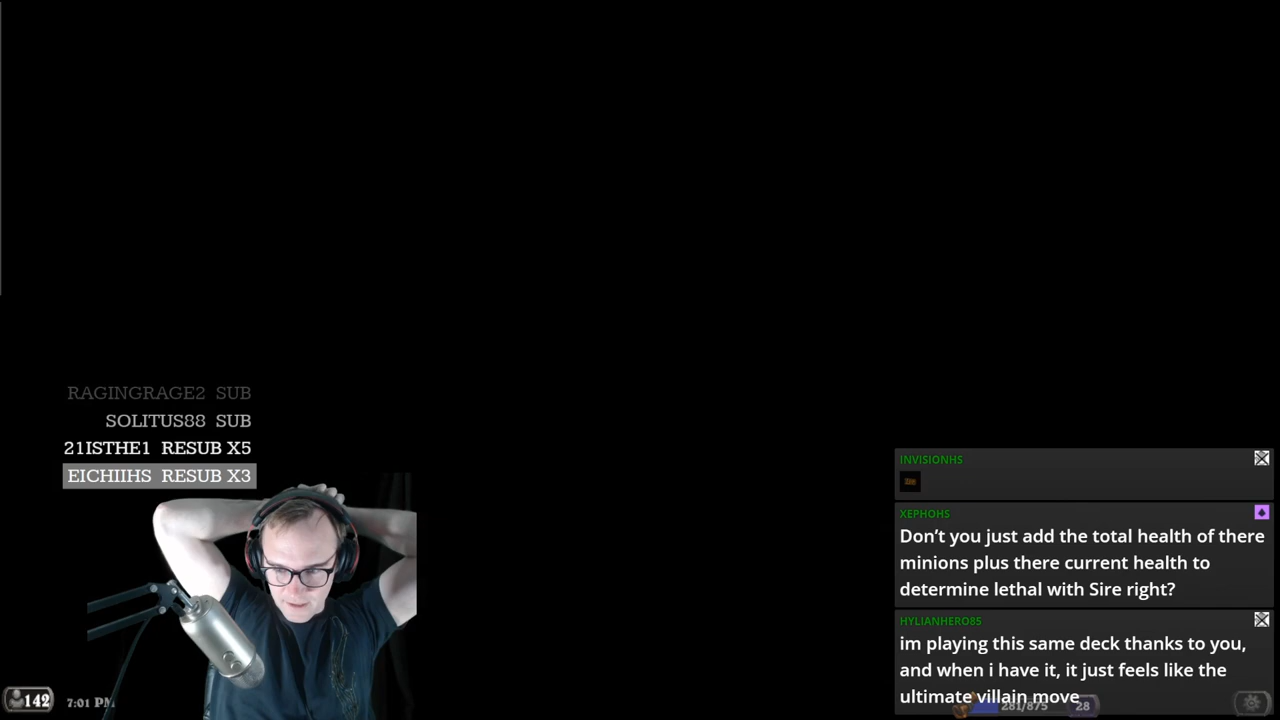 RAGINGRAGE2 SUB
SOLITUS88 SUB
21ISTHE1 RESUB X5
EICHIIHS RESUB X3
INVISIONHS
XEPHOHS
Don’t you just add the total health of there
minions plus there current health to
determine lethal with Sire right?
HYLIANHERO85
im playing this same deck thanks to you,
and when i have it, it just feels like the
ultimate villain move
142
7:01 PM
281/875
28